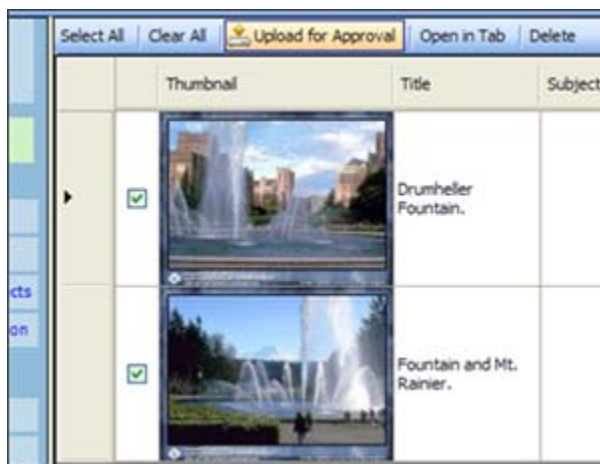 Select All Clear All Upload for Approval Open in Tab Delete
Thumbnail Title Subject
Drumheller
Fountain.
cts
on
Fountain and Mt.
Rainier.